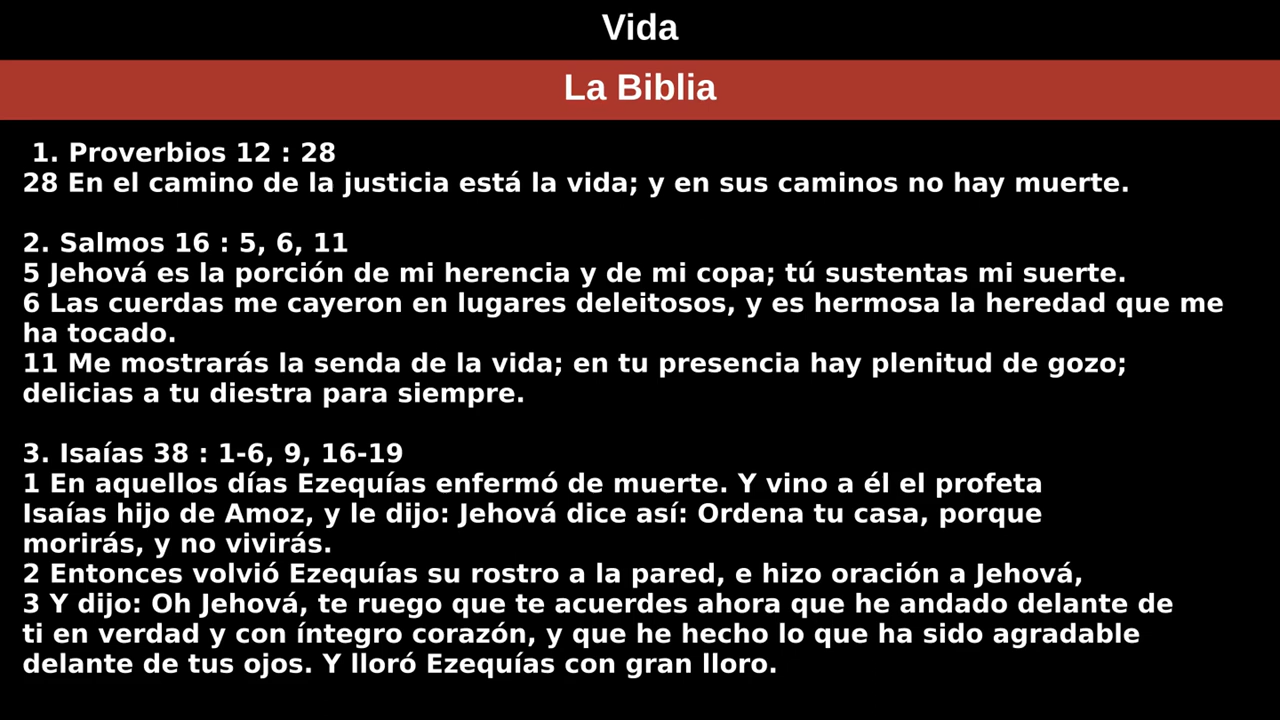 Vida
La Biblia
1. Proverbios 12 : 28
28 En el camino de la justicia está la vida; y en sus caminos no hay muerte.
2. Salmos 16 : 5, 6, 11
5 Jehová es la porción de mi herencia y de mi copa; tú sustentas mi suerte.
6 Las cuerdas me cayeron en lugares deleitosos, y es hermosa la heredad que me
ha tocado.
11 Me mostrarás la senda de la vida; en tu presencia hay plenitud de gozo;
delicias a tu diestra para siempre.
3. Isaías 38 : 1-6, 9, 16-19
1 En aquellos días Ezequías enfermó de muerte. Y vino a él el profeta
Isaías hijo de Amoz, y le dijo: Jehová dice así: Ordena tu casa, porque
morirás, y no vivirás.
2 Entonces volvió Ezequías su rostro a la pared, e hizo oración a Jehová,
3 Y dijo: Oh Jehová, te ruego que te acuerdes ahora que he andado delante de
ti en verdad y con íntegro corazón, y que he hecho lo que ha sido agradable
delante de tus ojos. Y lloró Ezequías con gran lloro.